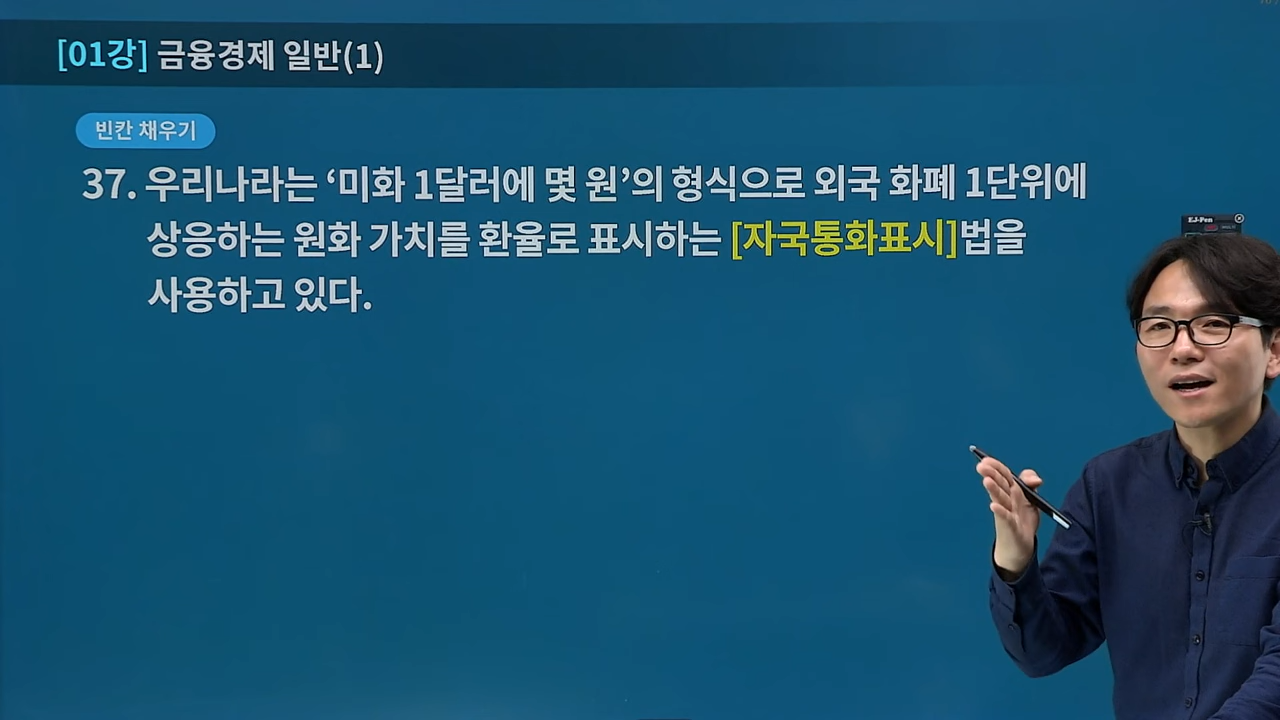 [01강] 금융경제 일반(1)
빈칸 채우기
37. 우리나라는 ‘미화 1달러에 몇 원’의 형식으로 외국 화폐 1단위에
상응하는 원화 가치를 환율로 표시하는 [자국통화표시]법을
사용하고 있다.
EJ-Pen